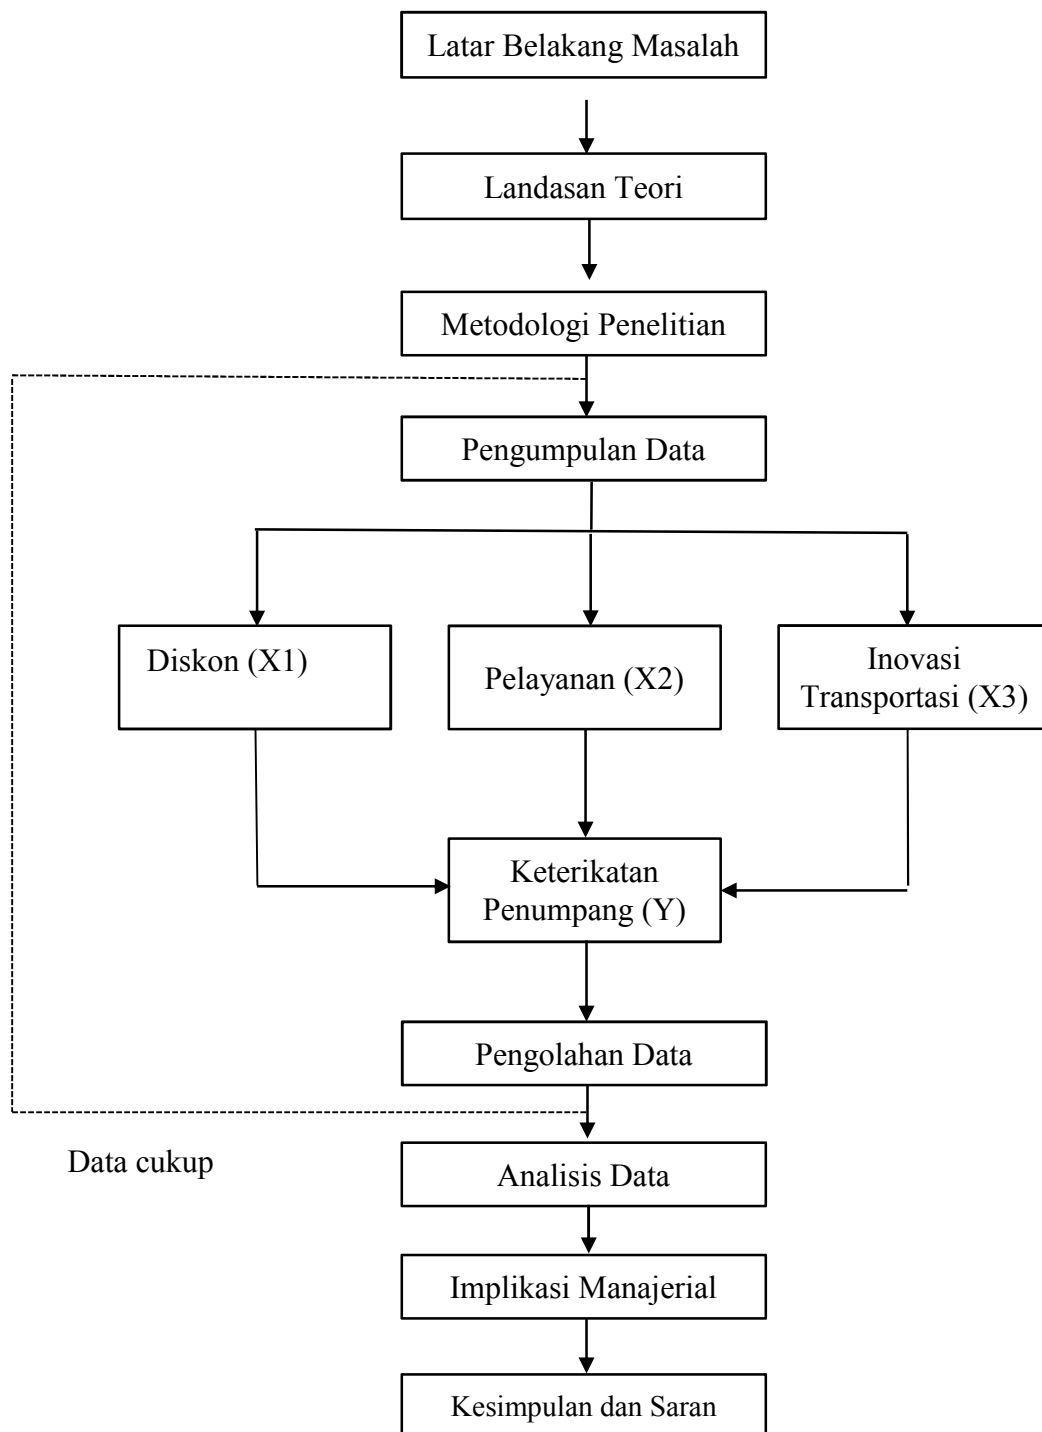 Latar Belakang Masalah
Landasan Teori
Metodologi Penelitian
Pengumpulan Data
Diskon (X1)
Pelayanan (X2)
Inovasi
Transportasi (X3)
Keterikatan
Penumpang (Y)
Pengolahan Data
Data cukup
Analisis Data
Implikasi Manajerial
Kesimpulan dan Saran